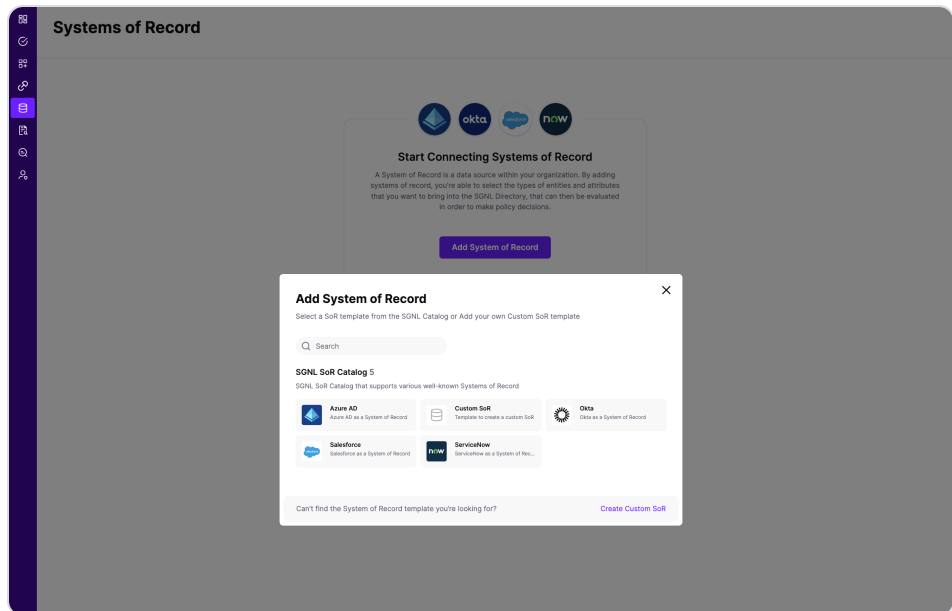 Systems of Record
okta
salesforce
now
Start Connecting Systems of Record
A System of Record is a data source within your organization. By adding
systems of record, you're able to select the types of entities and attributes
that you want to bring into the SGNL Directory, that can then be evaluated
in order to make policy decisions.
Add System of Record
Add System of Record
Select a SoR template from the SGNL Catalog or Add your own Custom SoR template
Search
SGNL SoR Catalog 5
SGNL SoR Catalog that supports various well-known Systems of Record
Azure AD
Azure AD as a System of Record
Custom SoR
Template to create a custom SoR
Okta
Okta as a System of Record
salesforce
Salesforce
Salesforce as a System of Record
now
ServiceNow
ServiceNow as a System of Rec...
Can't find the System of Record template you're looking for?
Create Custom SoR